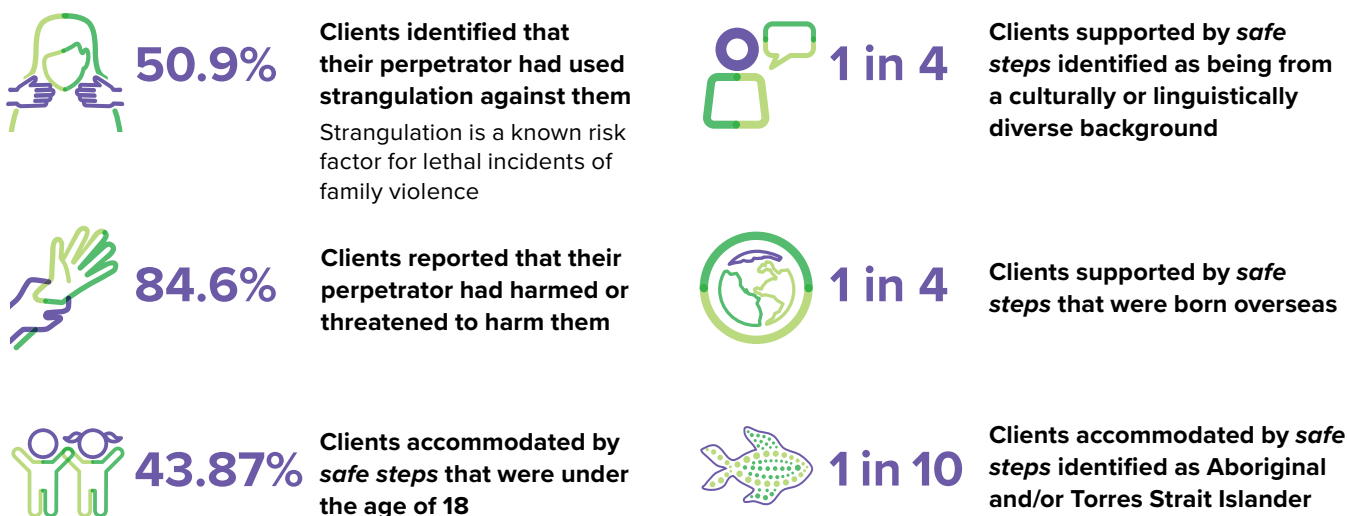 50.9%
Clients identified that
their perpetrator had used
strangulation against them
Strangulation is a known risk
factor for lethal incidents of
family violence
1 in 4
Clients supported by safe
steps identified as being from
a culturally or linguistically
diverse background
84.6%
Clients reported that their
perpetrator had harmed or
threatened to harm them
1 in 4
Clients supported by safe
steps that were born overseas
43.87%
Clients accommodated by
safe steps that were under
the age of 18
1 in 10
Clients accommodated by safe
steps identified as Aboriginal
and/or Torres Strait Islander